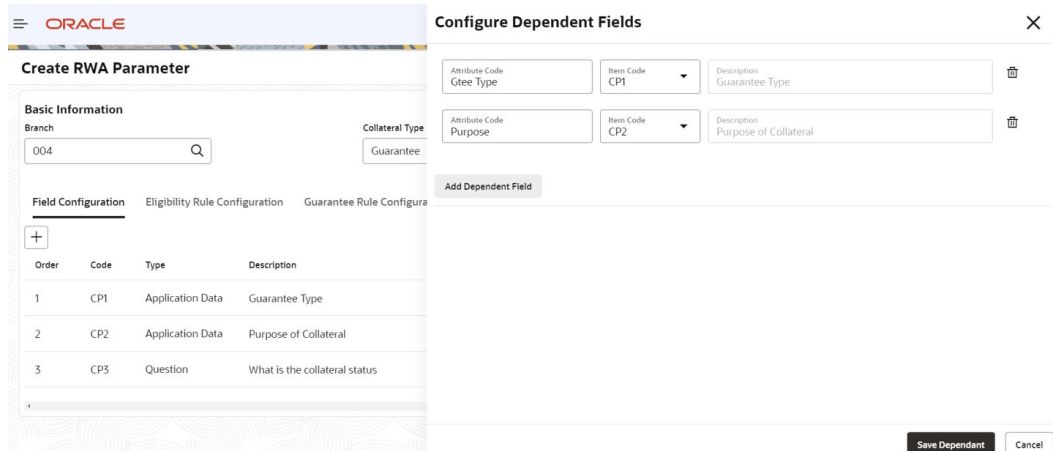 ORACLE
Create RWA Parameter
Basic Information
Branch
004
Collateral Type
Guarantee
Field Configuration Eligibility Rule Configuration Guarantee Rule Configura
+
Order Code Type Description
1 CP1 Application Data Guarantee Type
2 CP2 Application Data Purpose of Collateral
3 CP3 Question What is the collateral status
Configure Dependent Fields
Attribute Code Item Code Description
Gtee Type CP1 Guarantee Type
Attribute Code Item Code Description
Purpose CP2 Purpose of Collateral
Add Dependent Field
Save Dependant Cancel